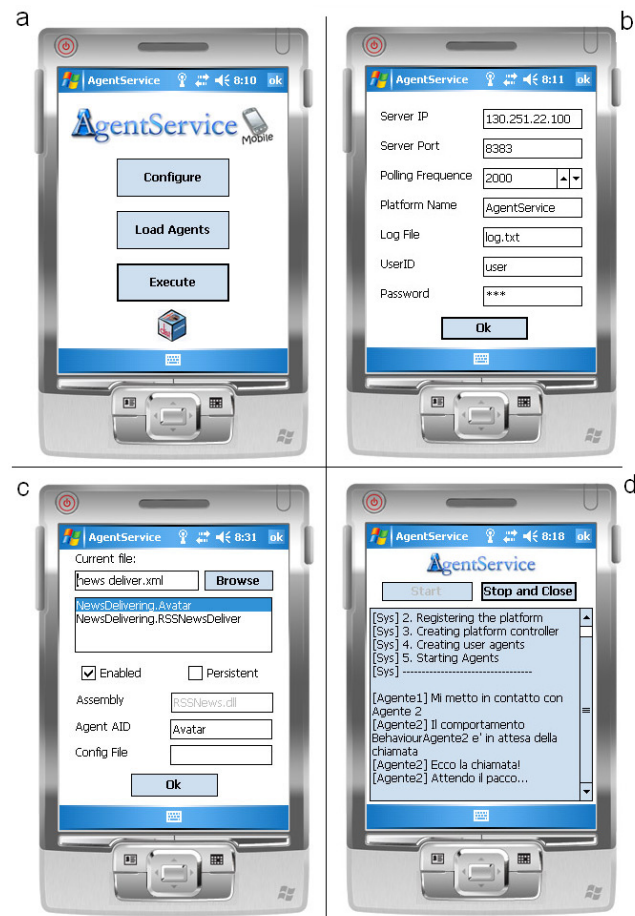 a
AgentService 8:10 ok
AgentService
Mobile
Configure
Load Agents
Execute
b
AgentService 8:11 ok
Server IP 130.251.22.100
Server Port 8383
Polling Frequence 2000
Platform Name AgentService
Log File log.txt
UserID user
Password ***
Ok
c
AgentService 8:31 ok
Current file:
news deliver.xml Browse
NewsDelivering.Avatar
NewsDelivering.RSSNewsDeliver
Enabled Persistent
Assembly RSSNews.dll
Agent AID Avatar
Config File
Ok
d
AgentService 8:18 ok
AgentService
Start Stop and Close
[Sys] 2. Registering the platform
[Sys] 3. Creating platform controller
[Sys] 4. Creating user agents
[Sys] 5. Starting Agents
[Sys] ---------------------------------
[Agente1] Mi metto in contatto con
Agente 2
[Agente2] Il comportamento
BehaviourAgente2 e' in attesa della
chiamata
[Agente2] Ecco la chiamata!
[Agente2] Attendo il pacco...